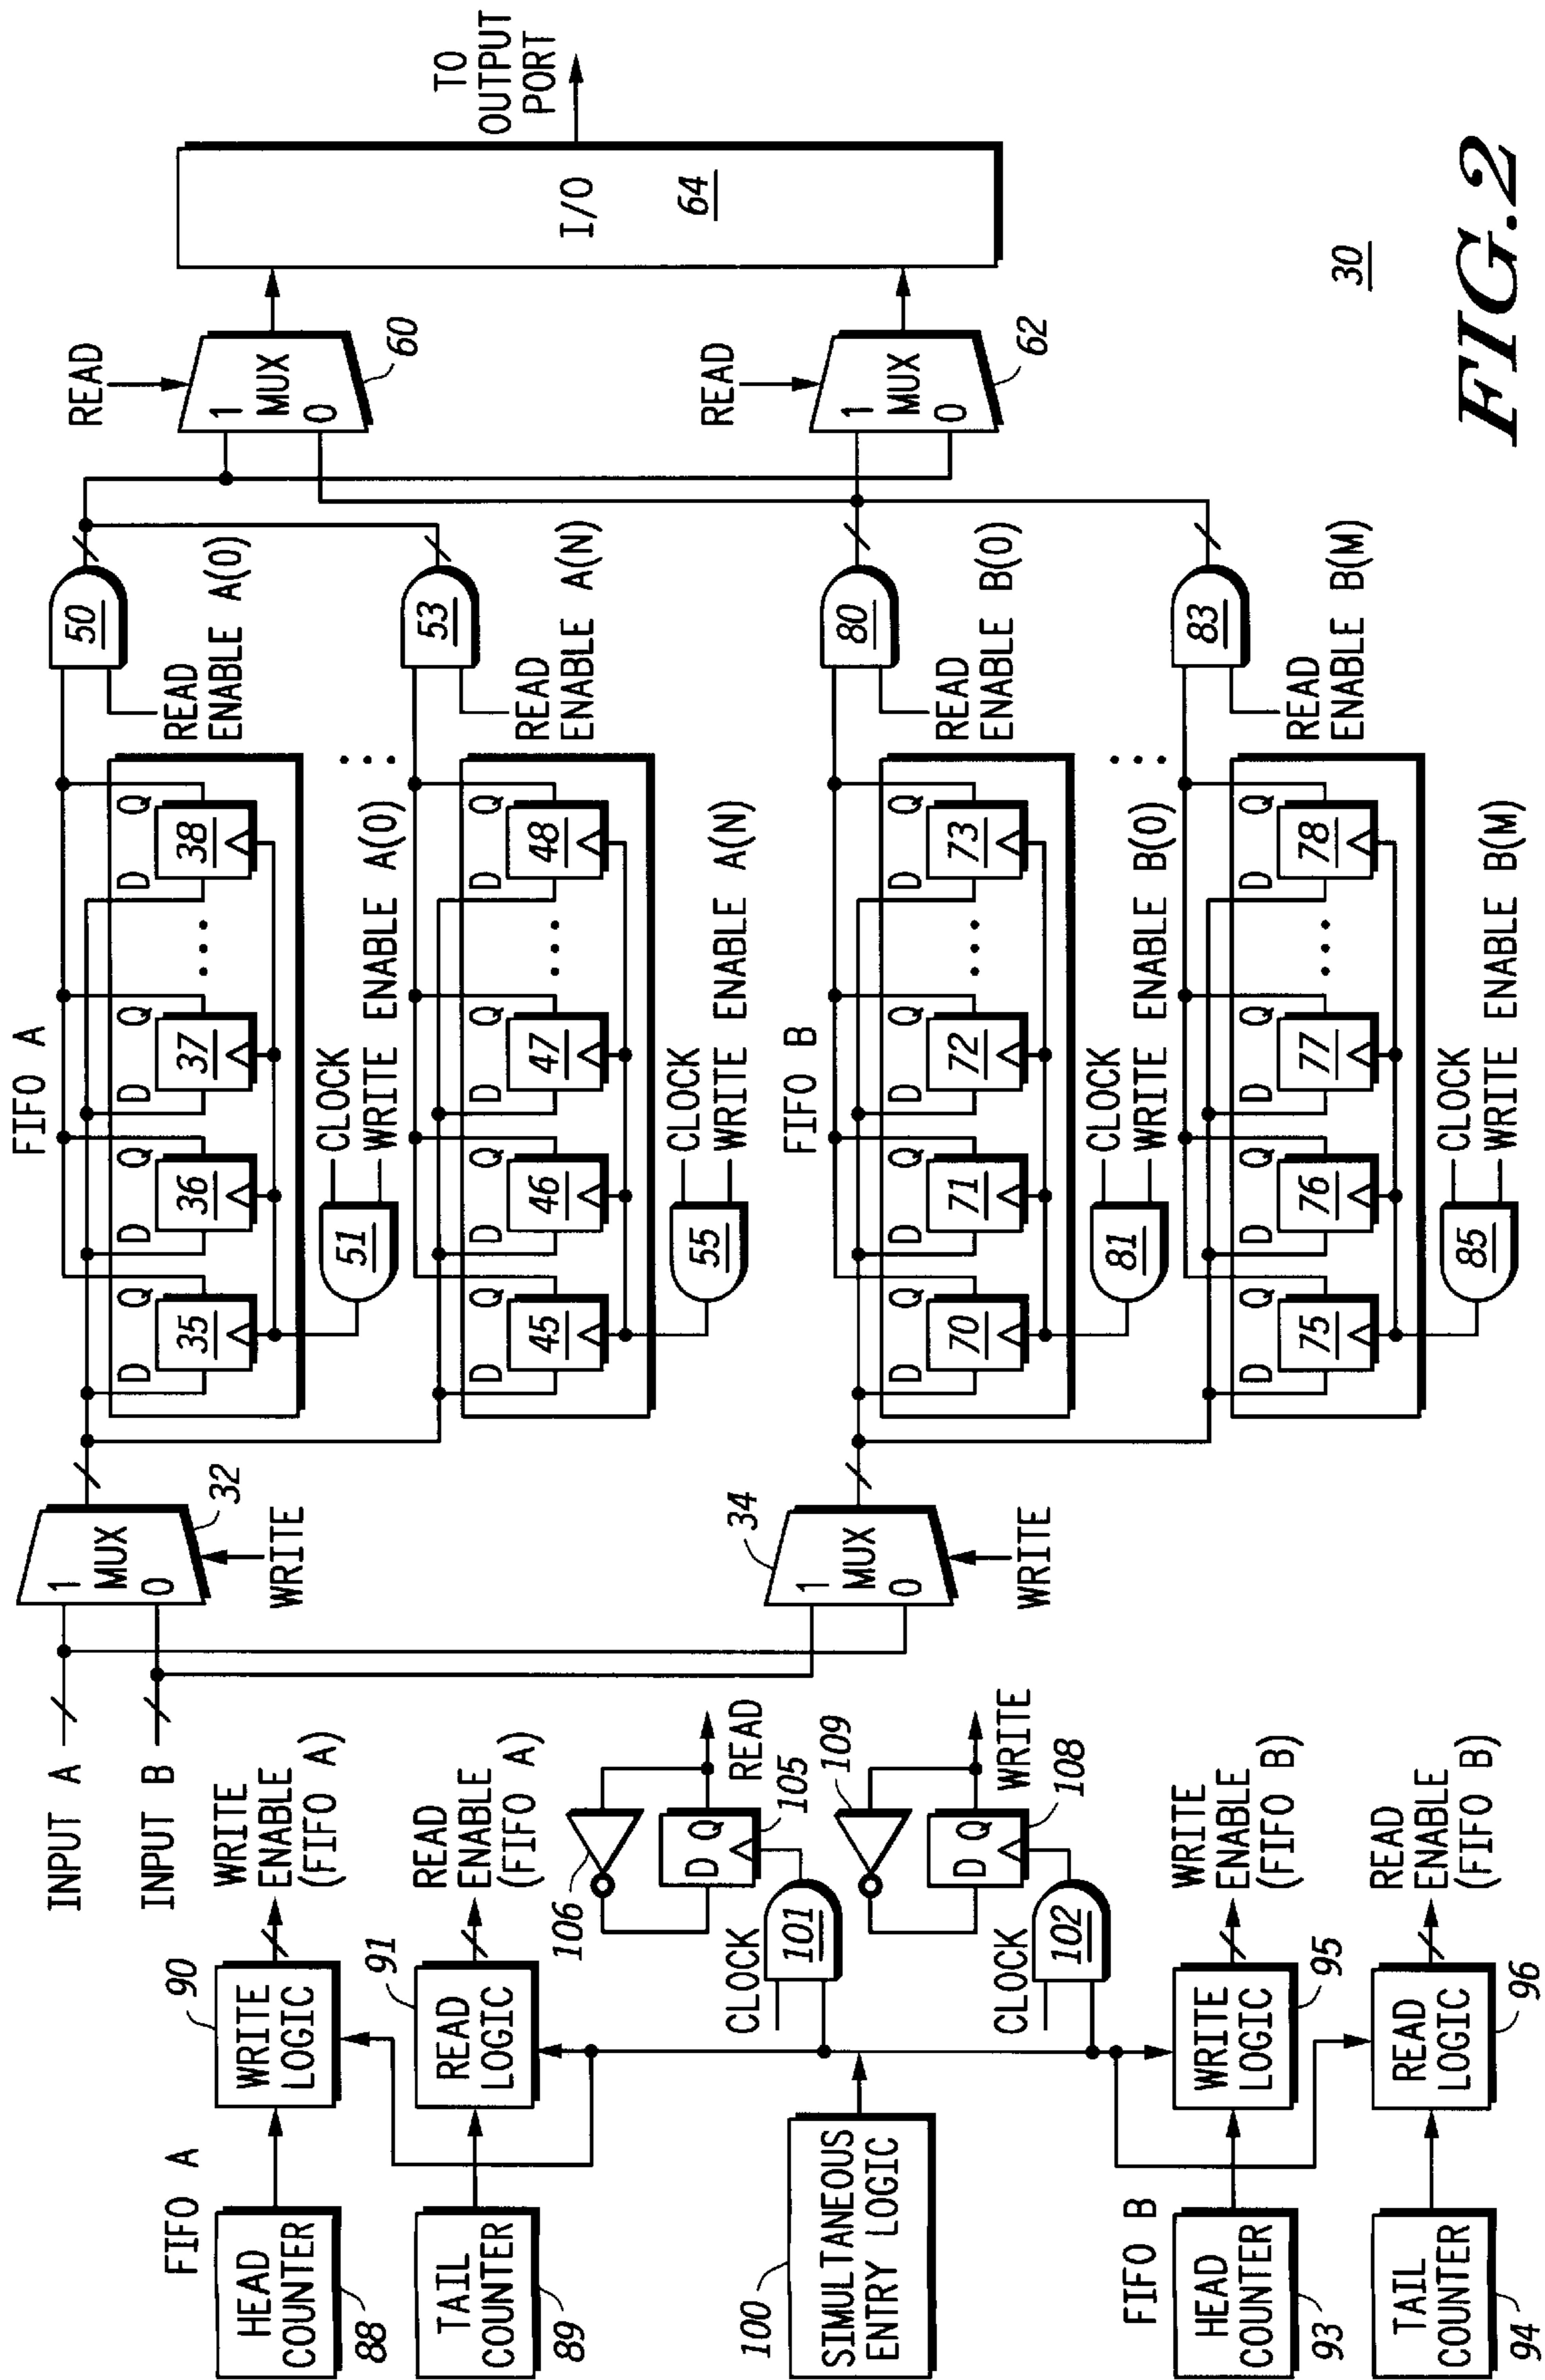 FIFO A
HEAD
COUNTER
88
WRITE
LOGIC
90
WRITE
ENABLE
(FIFO A)
TAIL
COUNTER
89
READ
LOGIC
91
READ
ENABLE
(FIFO A)
SIMULTANEOUS
ENTRY LOGIC
100
CLOCK
101
106
D Q
105
READ
CLOCK
102
109
D Q
108
WRITE
FIFO B
HEAD
COUNTER
93
WRITE
LOGIC
95
WRITE
ENABLE
(FIFO B)
TAIL
COUNTER
94
READ
LOGIC
96
READ
ENABLE
(FIFO B)
INPUT A
INPUT B
1
MUX
0
32
WRITE
1
MUX
0
34
WRITE
FIFO A
D Q D Q D Q ... D Q
35 36 37 38
51
CLOCK
WRITE ENABLE A(0)
...
50
READ
ENABLE A(0)
D Q D Q D Q ... D Q
45 46 47 48
55
CLOCK
WRITE ENABLE A(N)
53
READ
ENABLE A(N)
FIFO B
D Q D Q D Q ... D Q
70 71 72 73
81
CLOCK
WRITE ENABLE B(0)
...
80
READ
ENABLE B(0)
D Q D Q D Q ... D Q
75 76 77 78
85
CLOCK
WRITE ENABLE B(M)
83
READ
ENABLE B(M)
READ
1
MUX
0
60
READ
1
MUX
0
62
I/O
64
TO
OUTPUT
PORT
30
FIG.2